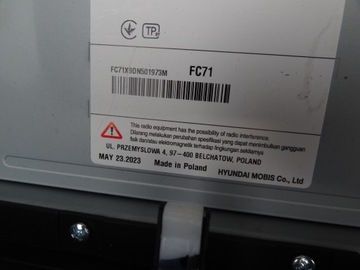 TP
FC71X9DN501973M FC71
This radio equipment has the possibility of radio interference.
Melakukan perubahan spesifikasi dapat menimbulkan gangguan
fisik dan/atau elektromagnetik terhadap lingkungan sekitarnya
UL. PRZEMYSLOWA 4, 97-400 BELCHATOW, POLAND
MAY 23.2023 Made in Poland HYUNDAI MOBIS Co., Ltd